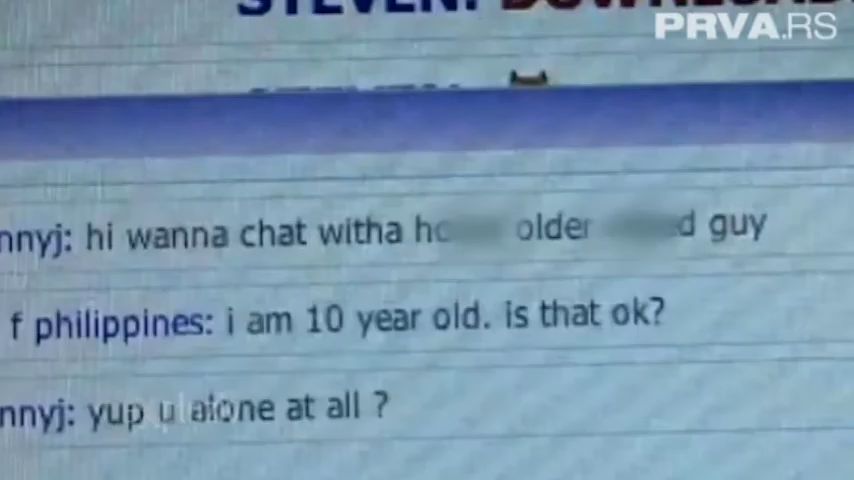 PRVA.RS
STEVEN:
nnyj: hi wanna chat witha older guy
f philippines: i am 10 year old. is that ok?
nnyj: yup u alone at all ?